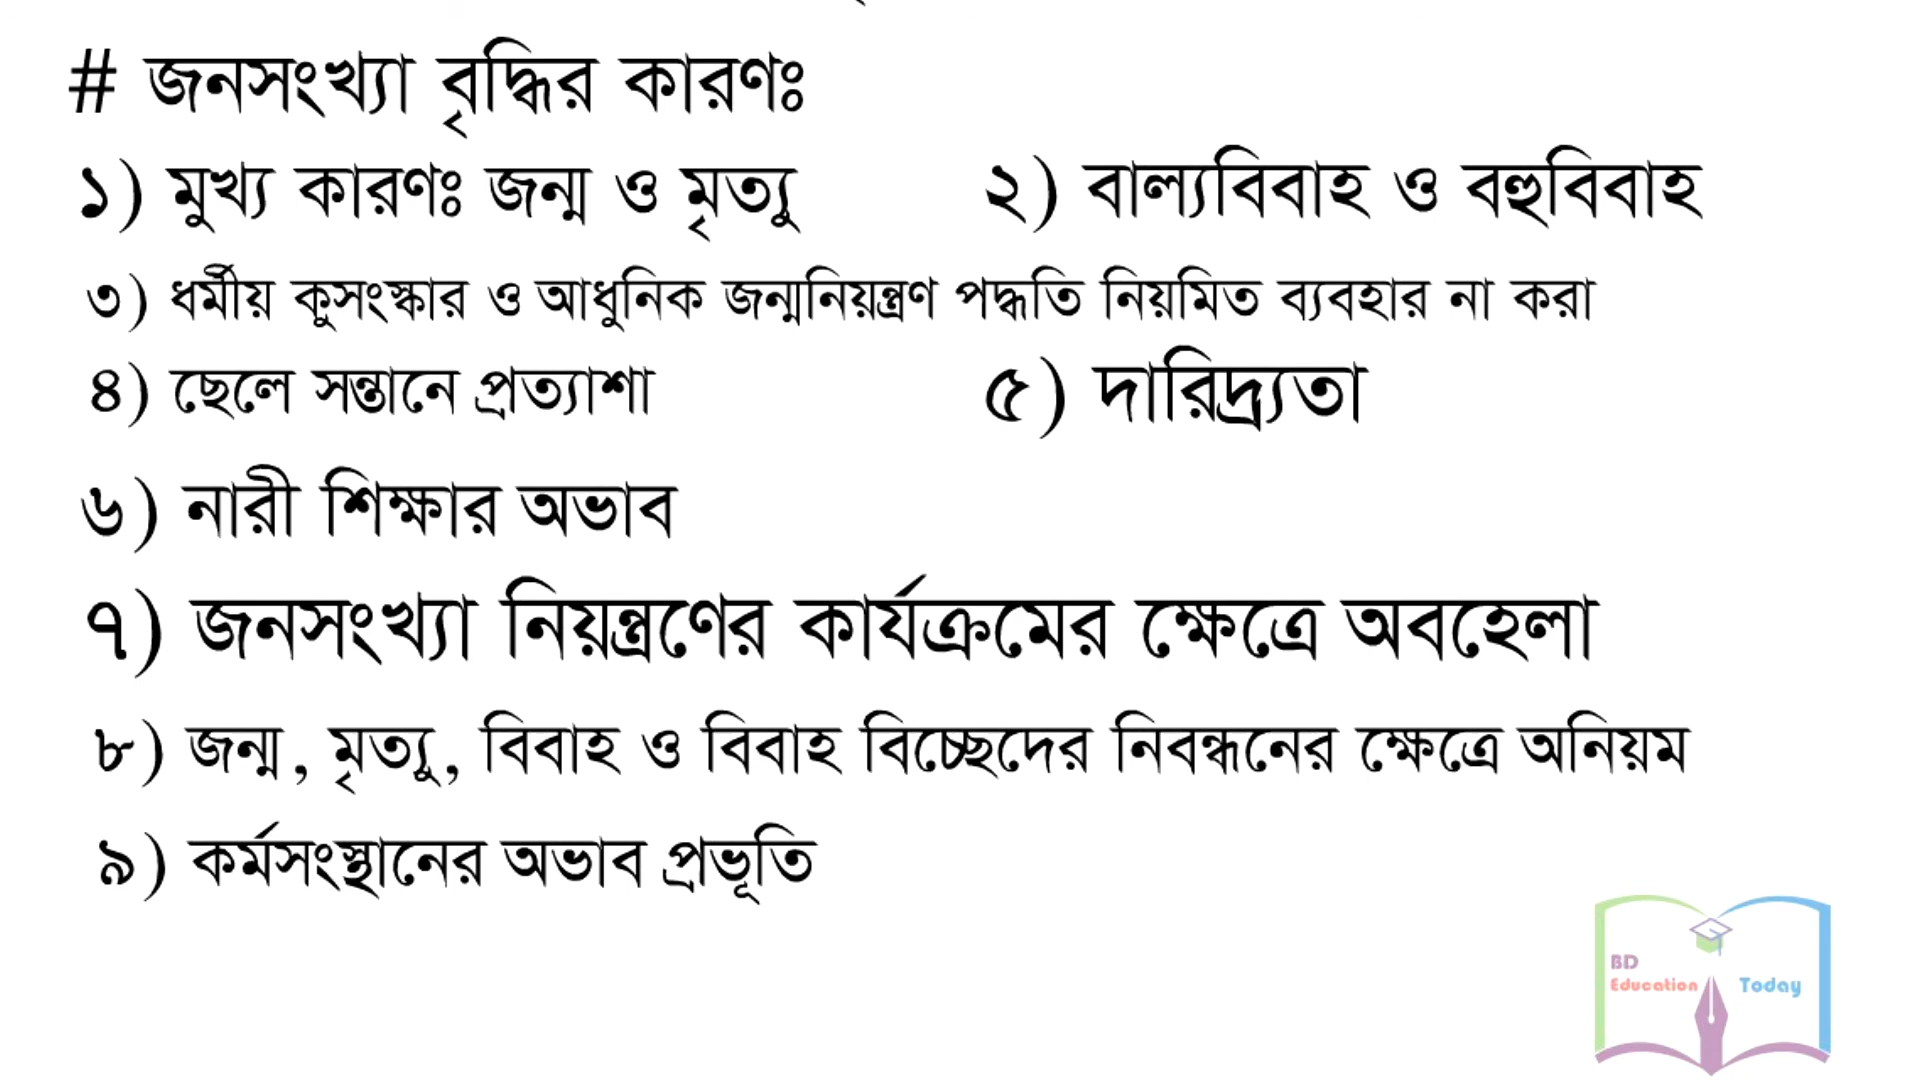 # জনসংখ্যা বৃদ্ধির কারণঃ
১) মুখ্য কারণঃ জন্ম ও মৃত্যু ২) বাল্যবিবাহ ও বহুবিবাহ
৩) ধর্মীয় কুসংস্কার ও আধুনিক জন্মনিয়ন্ত্রণ পদ্ধতি নিয়মিত ব্যবহার না করা
৪) ছেলে সন্তানে প্রত্যাশা ৫) দারিদ্র্যতা
৬) নারী শিক্ষার অভাব
৭) জনসংখ্যা নিয়ন্ত্রণের কার্যক্রমের ক্ষেত্রে অবহেলা
৮) জন্ম, মৃত্যু, বিবাহ ও বিবাহ বিচ্ছেদের নিবন্ধনের ক্ষেত্রে অনিয়ম
৯) কর্মসংস্থানের অভাব প্রভূতি
BD
Education Today